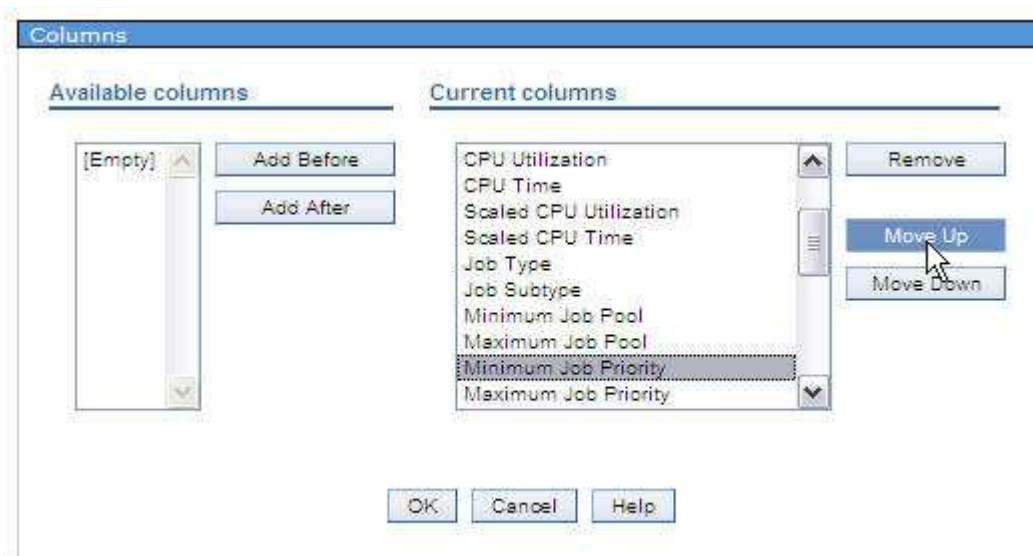 Columns
Available columns
Current columns
[Empty]
Add Before
Add After
CPU Utilization
CPU Time
Scaled CPU Utilization
Scaled CPU Time
Job Type
Job Subtype
Minimum Job Pool
Maximum Job Pool
Minimum Job Priority
Maximum Job Priority
Remove
Move Up
Move Down
OK
Cancel
Help